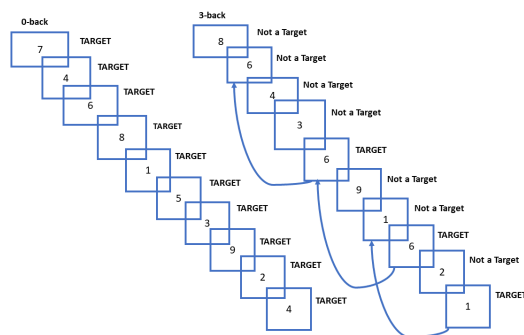 0-back
7 TARGET
4 TARGET
6 TARGET
8 TARGET
1 TARGET
5 TARGET
3 TARGET
9 TARGET
2 TARGET
4 TARGET
3-back
8 Not a Target
6 Not a Target
4 Not a Target
3 Not a Target
6 TARGET
9 Not a Target
1 Not a Target
6 TARGET
2 Not a Target
1 TARGET